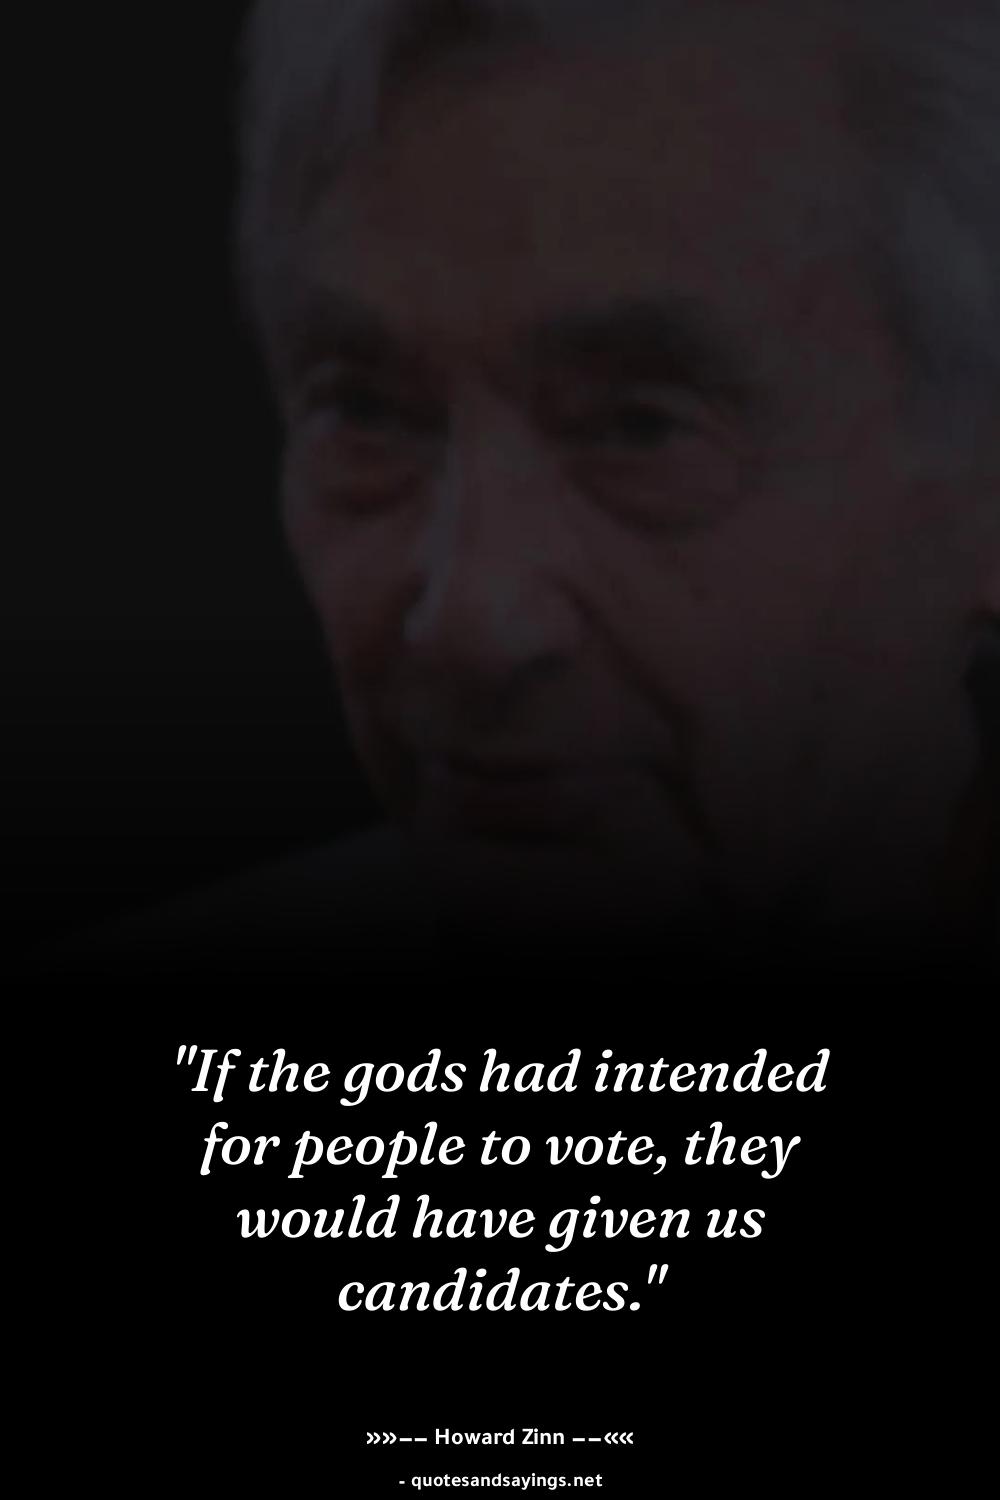 "If the gods had intended
for people to vote, they
would have given us
candidates."
»»–– Howard Zinn ––««
- quotesandsayings.net